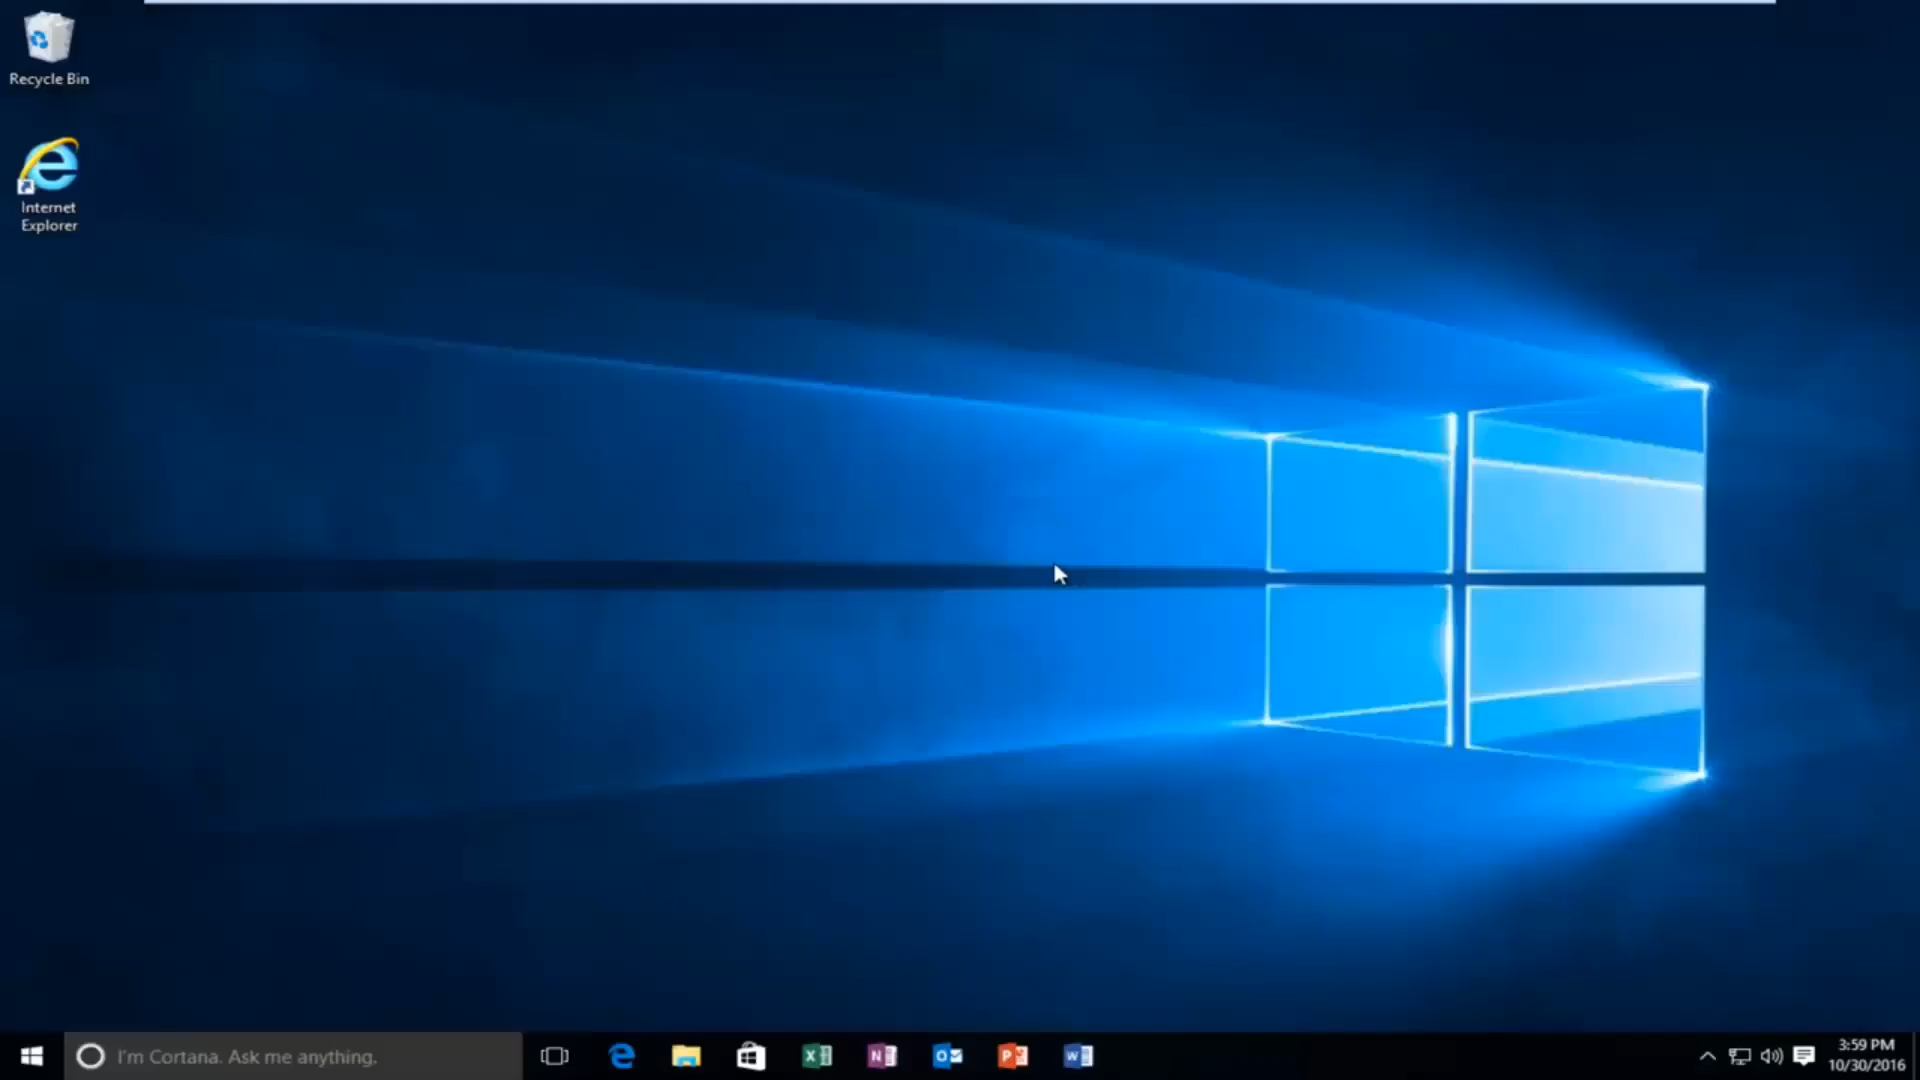 Recycle Bin
Internet
Explorer
I'm Cortana. Ask me anything.
X
N
O
P
W
3:59 PM
10/30/2016